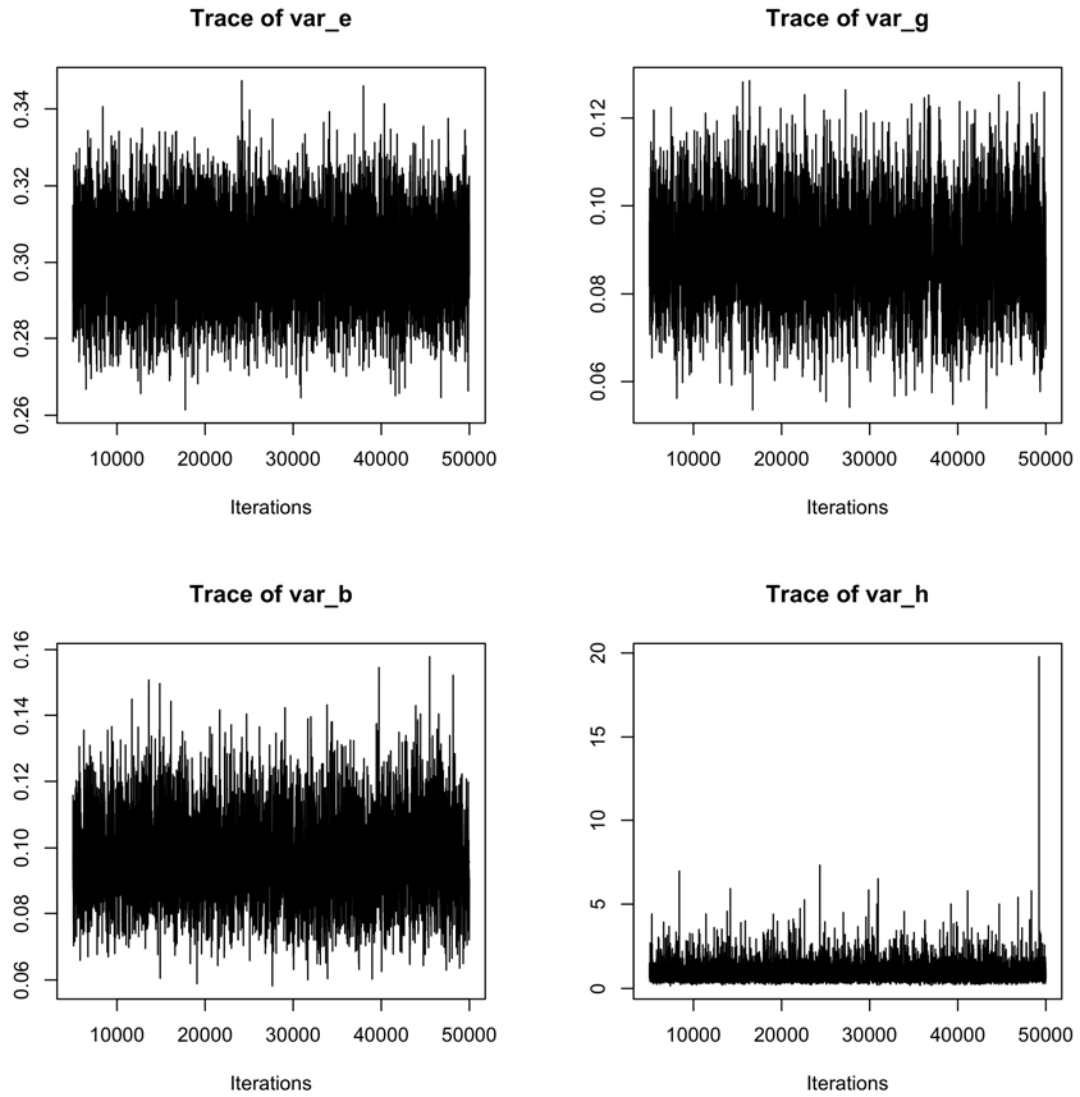 Trace of var_e
0.34
0.32
0.30
0.28
0.26
10000 20000 30000 40000 50000
Iterations
Trace of var_g
0.12
0.10
0.08
0.06
10000 20000 30000 40000 50000
Iterations
Trace of var_b
0.16
0.14
0.12
0.10
0.08
0.06
10000 20000 30000 40000 50000
Iterations
Trace of var_h
20
15
10
5
0
10000 20000 30000 40000 50000
Iterations